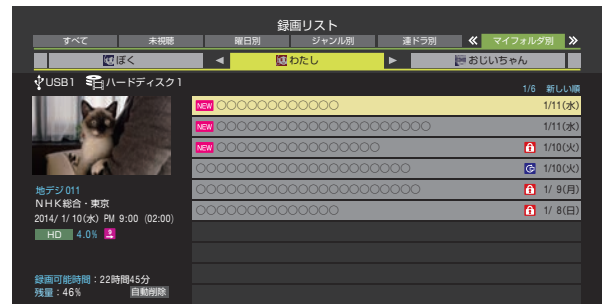 録画リスト
すべて 未視聴 曜日別 ジャンル別 連ドラ別 マイフォルダ別
ぼく わたし おじいちゃん
USB1 ハードディスク1
1/6 新しい順
NEW 〇〇〇〇〇〇〇〇〇〇〇〇 1/11(水)
NEW 〇〇〇〇〇〇〇〇〇〇〇〇〇〇〇〇〇〇〇〇〇 1/11(水)
NEW 〇〇〇〇〇〇〇〇〇〇〇〇〇〇〇〇 1/10(火)
〇〇〇〇〇〇〇〇〇〇〇〇〇〇〇〇〇〇〇〇〇 1/10(火)
〇〇〇〇〇〇〇〇〇〇〇〇〇〇〇〇〇〇〇〇〇〇 1/ 9(月)
〇〇〇〇〇〇〇〇〇〇〇〇〇〇 1/ 8(日)
地デジ011
NHK総合・東京
2014/ 1/10(水) PM 9:00 (02:00)
HD 4.0%
録画可能時間:22時間45分
残量:46% 自動削除